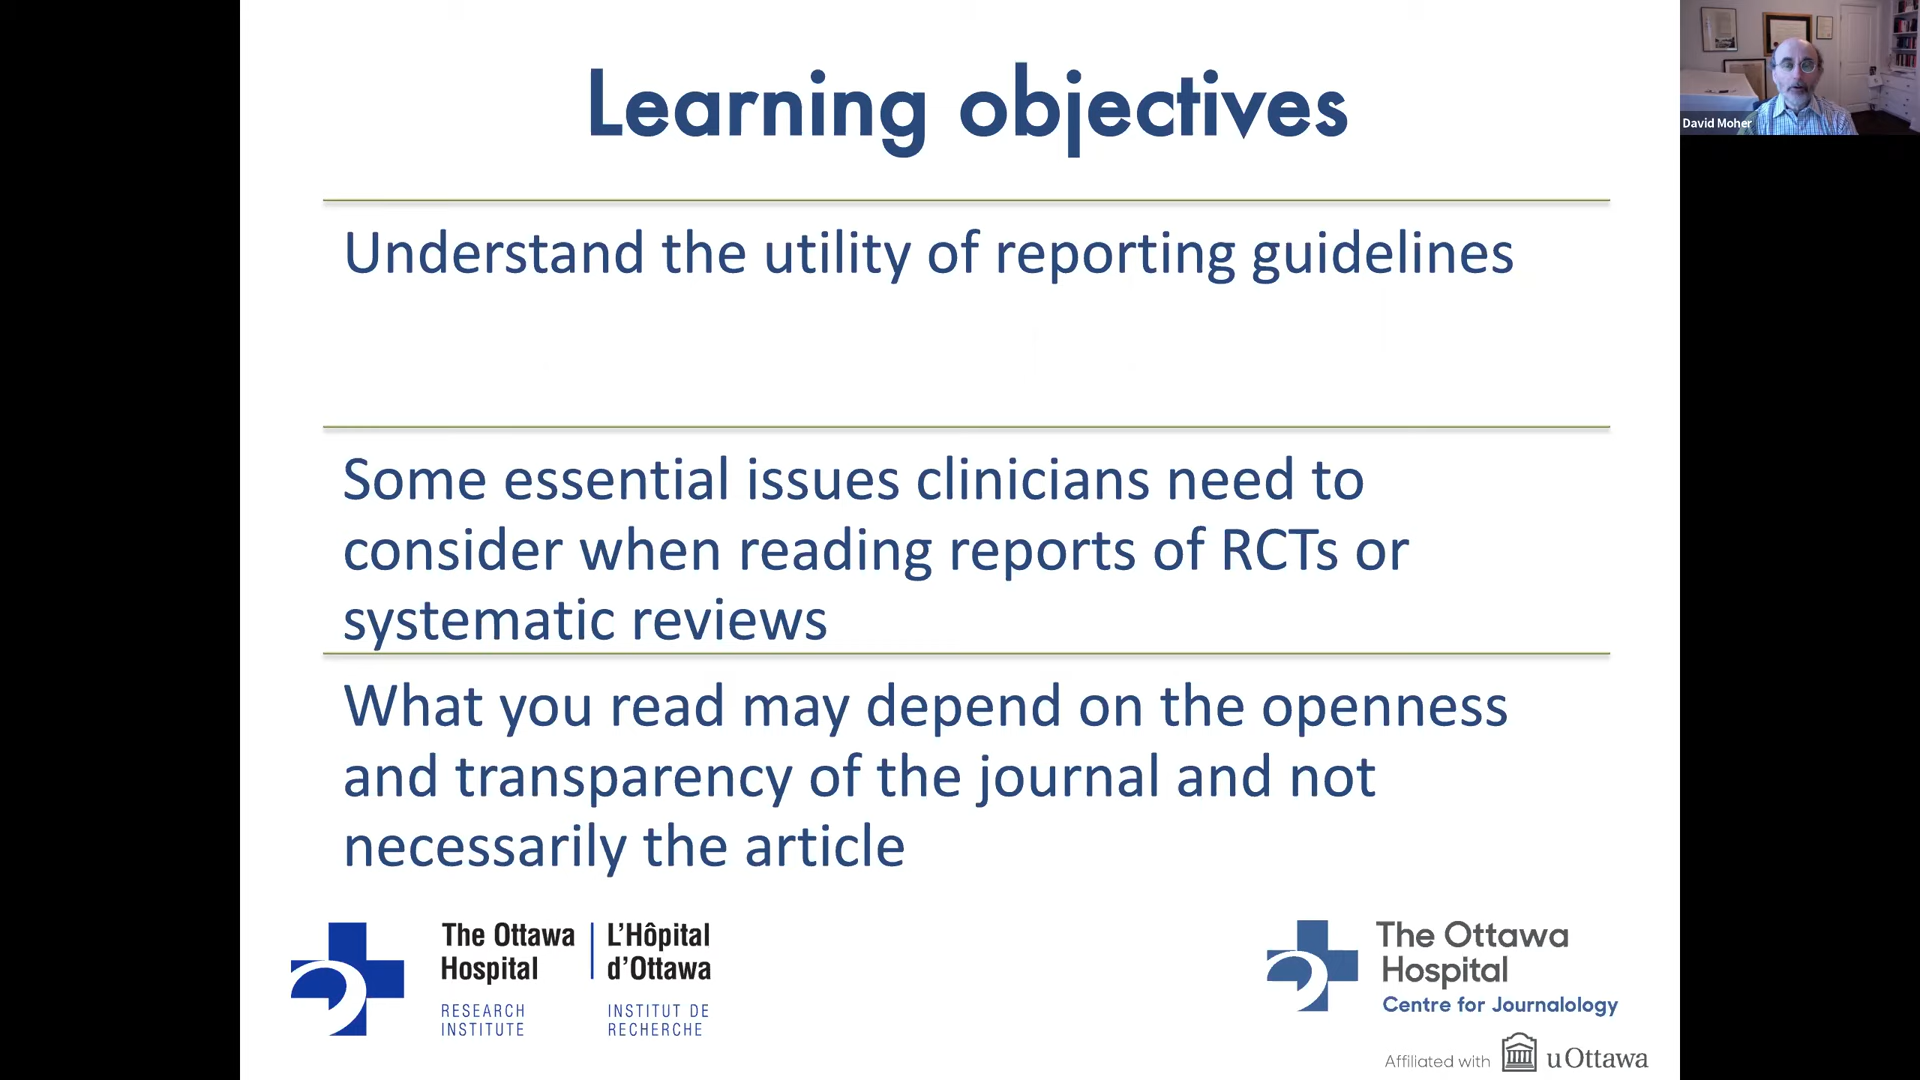 Learning objectives
David Moher
Understand the utility of reporting guidelines
Some essential issues clinicians need to
consider when reading reports of RCTs or
systematic reviews
What you read may depend on the openness
and transparency of the journal and not
necessarily the article
The Ottawa
Hospital
RESEARCH
INSTITUTE
L'Hôpital
d'Ottawa
INSTITUT DE
RECHERCHE
The Ottawa
Hospital
Centre for Journalology
Affiliated with
uOttawa